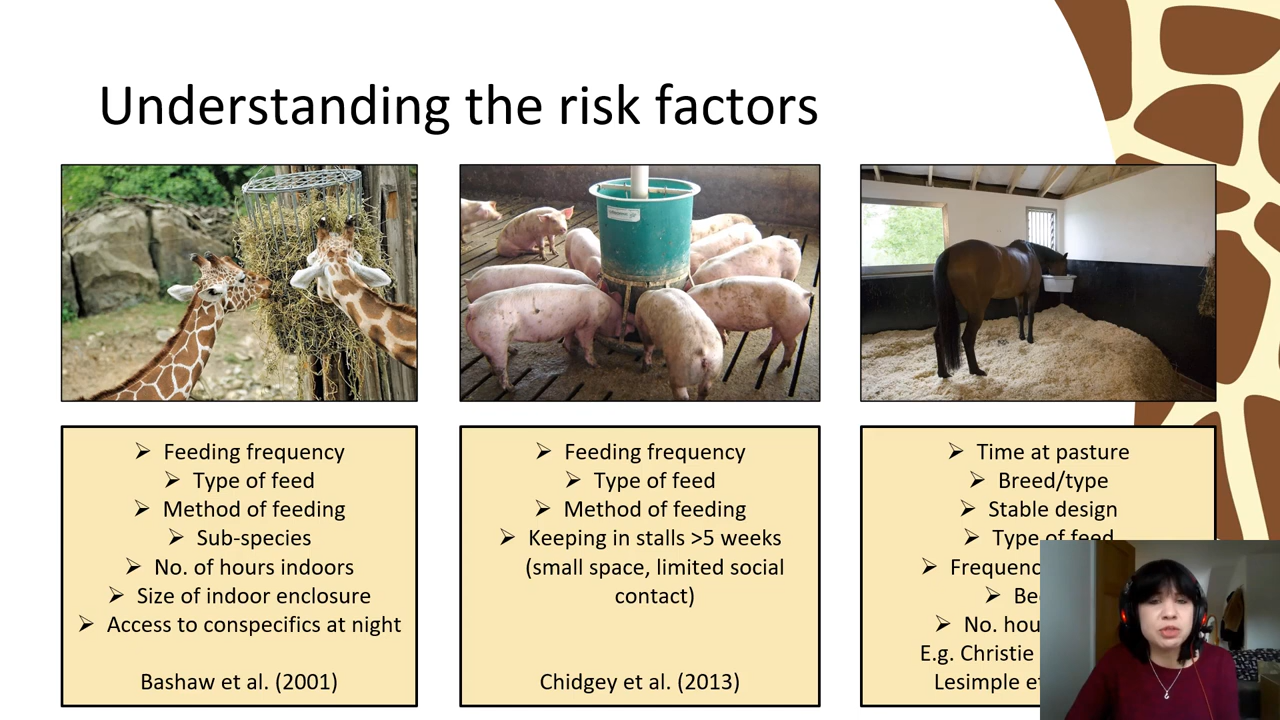 Understanding the risk factors
➢ Feeding frequency
➢ Type of feed
➢ Method of feeding
➢ Sub-species
➢ No. of hours indoors
➢ Size of indoor enclosure
➢ Access to conspecifics at night
Bashaw et al. (2001)
➢ Feeding frequency
➢ Type of feed
➢ Method of feeding
➢ Keeping in stalls >5 weeks
(small space, limited social
contact)
Chidgey et al. (2013)
➢ Time at pasture
➢ Breed/type
➢ Stable design
➢ Type of feed
➢
➢
➢ No.
E.g. Christie
Lesimple